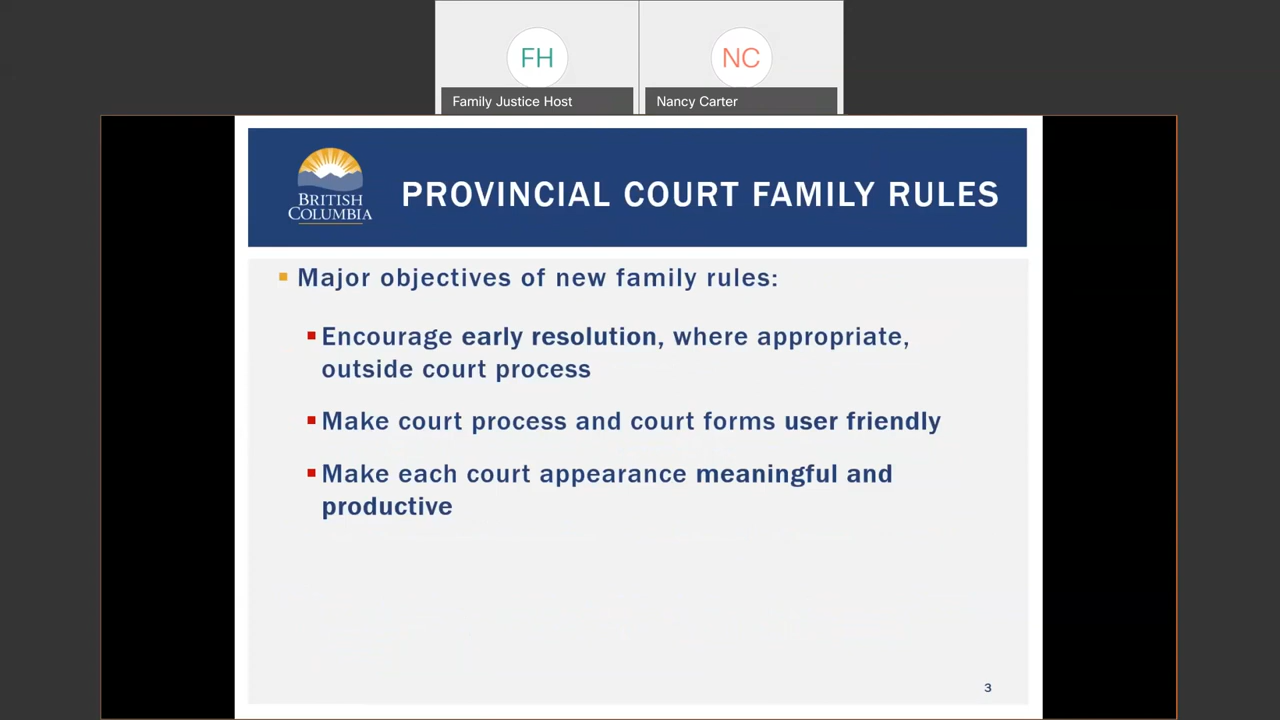 FH
NC
Family Justice Host
Nancy Carter
BRITISH
COLUMBIA
PROVINCIAL COURT FAMILY RULES
Major objectives of new family rules:
Encourage early resolution, where appropriate,
outside court process
Make court process and court forms user friendly
Make each court appearance meaningful and
productive
3